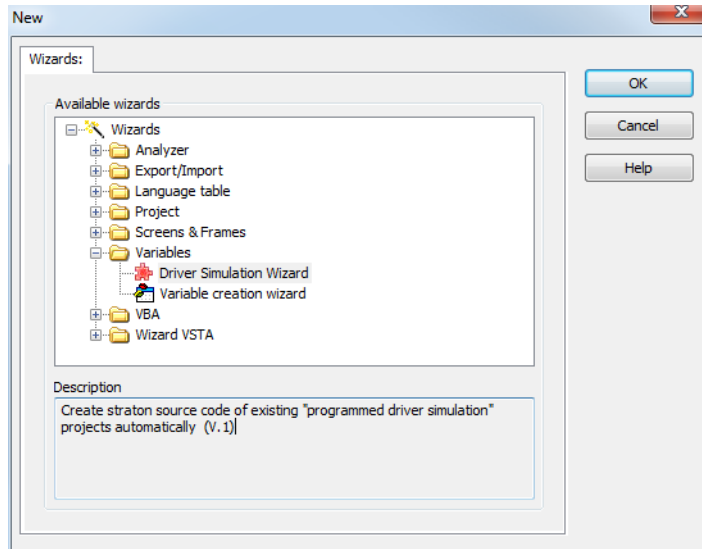 New
Wizards:
OK
Available wizards
Wizards
Cancel
Analyzer
Export/Import
Help
Language table
Project
Screens & Frames
Variables
Driver Simulation Wizard
Variable creation wizard
VBA
Wizard VSTA
Description
Create straton source code of existing "programmed driver simulation"
projects automatically (V.1)